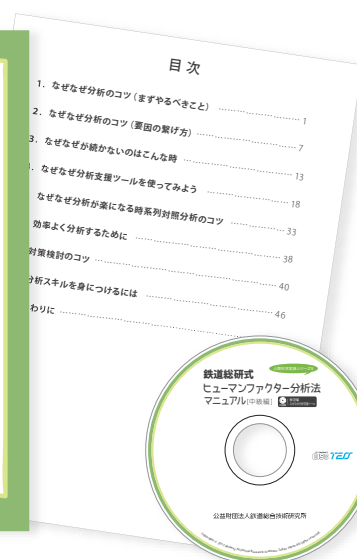 目次
1. なぜなぜ分析のコツ（まずやるべきこと） 1
2. なぜなぜ分析のコツ（要因の繋げ方） 7
3. なぜなぜが続かないのはこんな時 13
. なぜなぜ分析支援ツールを使ってみよう 18
なぜなぜ分析が楽になる時系列対照分析のコツ 33
効率よく分析するために 38
対策検討のコツ 40
分析スキルを身につけるには 46
わりに
鉄道総研式
ヒューマンファクター分析法
マニュアル[中級編]
公益財団法人鉄道総合技術研究所